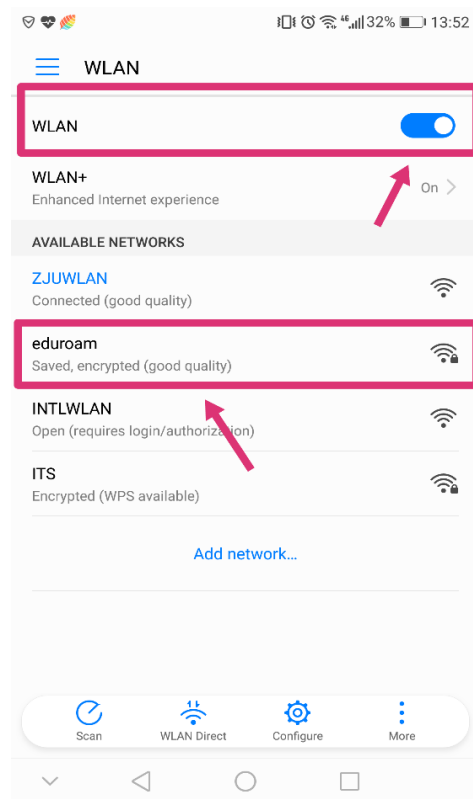 46 32% 13:52
WLAN
WLAN
WLAN+
Enhanced Internet experience
On
AVAILABLE NETWORKS
ZJUWLAN
Connected (good quality)
eduroam
Saved, encrypted (good quality)
INTLWLAN
Open (requires login/authorization)
ITS
Encrypted (WPS available)
Add network...
Scan WLAN Direct Configure More